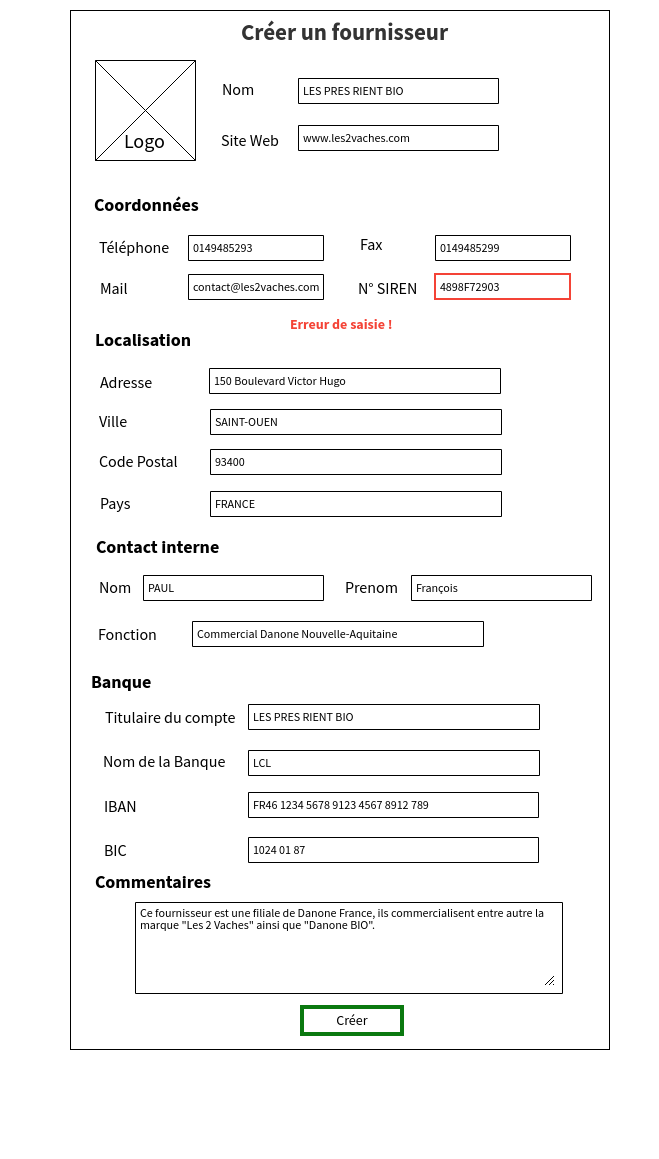 Créer un fournisseur
Logo
Nom LES PRES RIENT BIO
Site Web www.les2vaches.com
Coordonnées
Téléphone 0149485293 Fax 0149485299
Mail contact@les2vaches.com N° SIREN 4898F72903
Erreur de saisie !
Localisation
Adresse 150 Boulevard Victor Hugo
Ville SAINT-OUEN
Code Postal 93400
Pays FRANCE
Contact interne
Nom PAUL Prenom François
Fonction Commercial Danone Nouvelle-Aquitaine
Banque
Titulaire du compte LES PRES RIENT BIO
Nom de la Banque LCL
IBAN FR46 1234 5678 9123 4567 8912 789
BIC 1024 01 87
Commentaires
Ce fournisseur est une filiale de Danone France, ils commercialisent entre autre la
marque "Les 2 Vaches" ainsi que "Danone BIO".
Créer